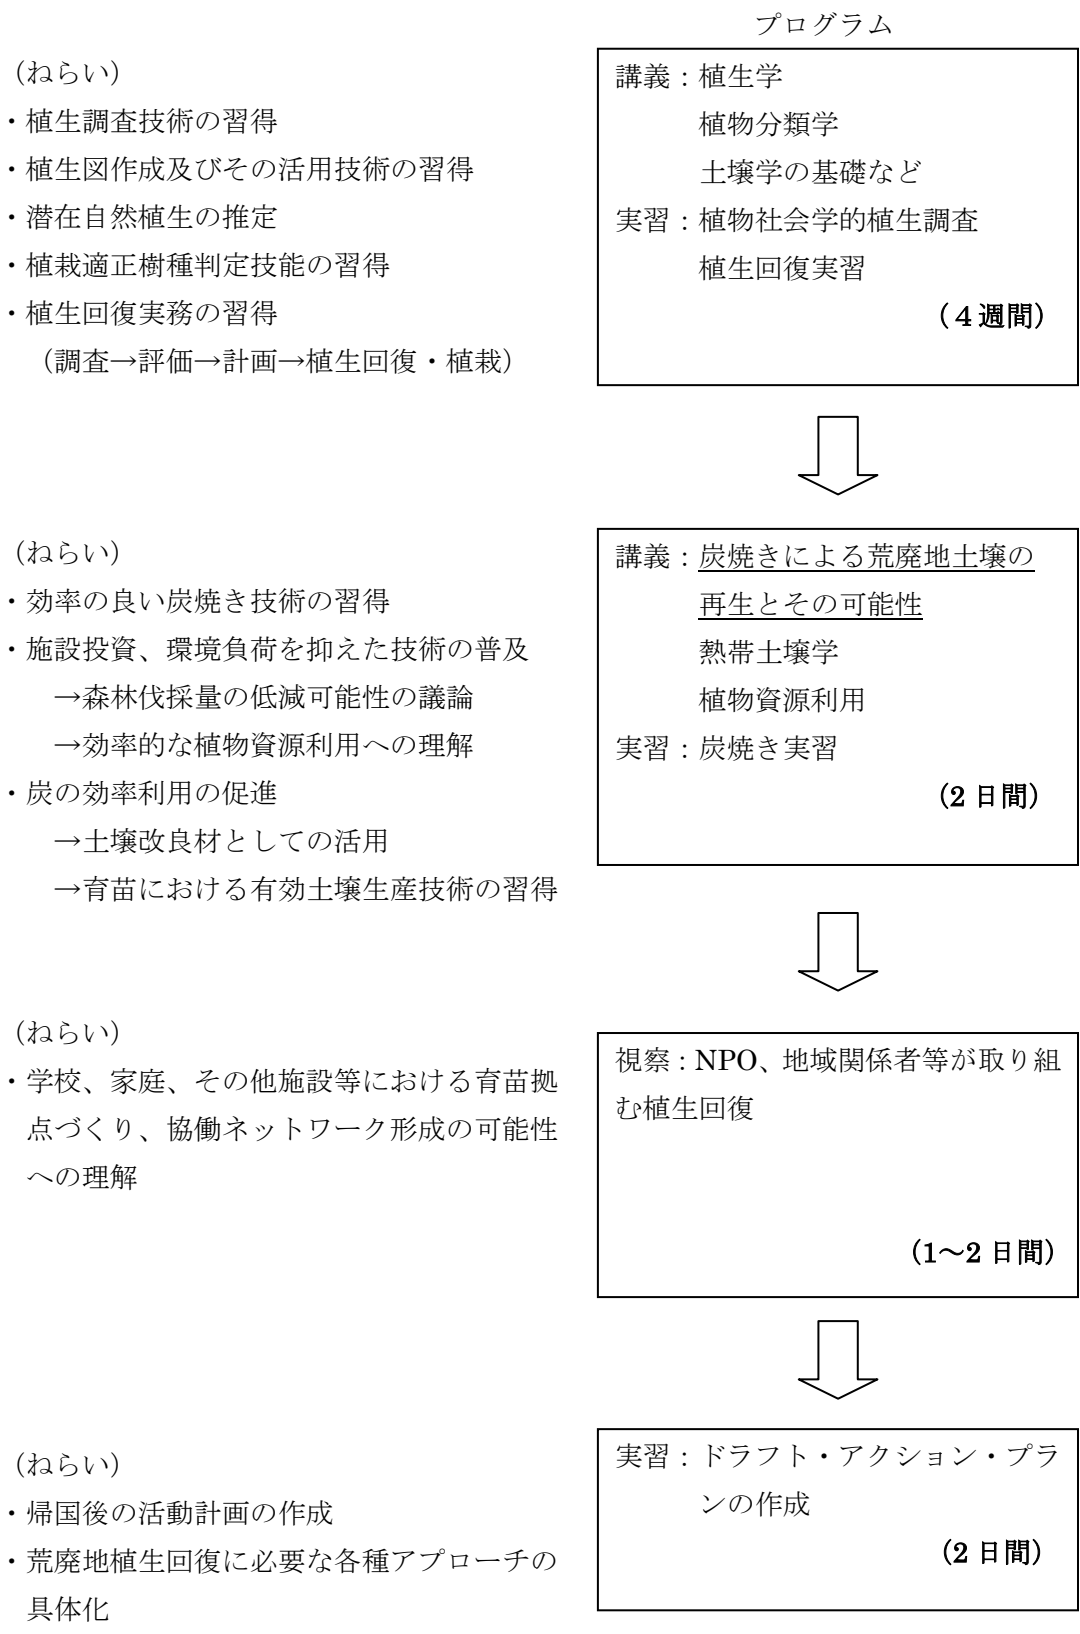 プログラム
（ねらい）
・植生調査技術の習得
・植生図作成及びその活用技術の習得
・潜在自然植生の推定
・植栽適正樹種判定技能の習得
・植生回復実務の習得
（調査→評価→計画→植生回復・植栽）
講義：植生学
植物分類学
土壌学の基礎など
実習：植物社会学的植生調査
植生回復実習
（４週間）
（ねらい）
・効率の良い炭焼き技術の習得
・施設投資、環境負荷を抑えた技術の普及
→森林伐採量の低減可能性の議論
→効率的な植物資源利用への理解
・炭の効率利用の促進
→土壌改良材としての活用
→育苗における有効土壌生産技術の習得
講義：炭焼きによる荒廃地土壌の
再生とその可能性
熱帯土壌学
植物資源利用
実習：炭焼き実習
（2 日間）
（ねらい）
・学校、家庭、その他施設等における育苗拠
点づくり、協働ネットワーク形成の可能性
への理解
視察：NPO、地域関係者等が取り組
む植生回復
（1～2 日間）
（ねらい）
・帰国後の活動計画の作成
・荒廃地植生回復に必要な各種アプローチの
具体化
実習：ドラフト・アクション・プラ
ンの作成
（2 日間）